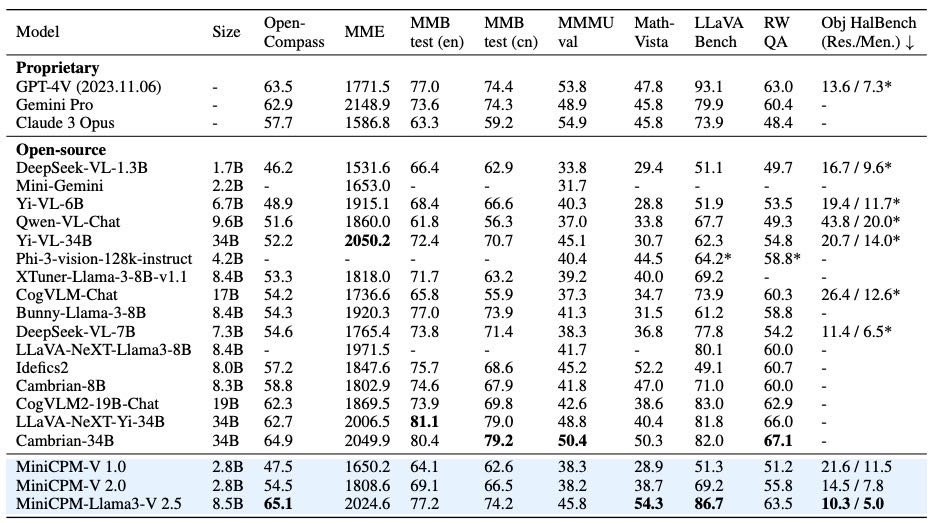 Model Size Open-Compass MME MMB test (en) MMB test (cn) MMMU val Math-Vista LLaVA Bench RW QA Obj HalBench (Res./Men.) ↓
Proprietary
GPT-4V (2023.11.06) - 63.5 1771.5 77.0 74.4 53.8 47.8 93.1 63.0 13.6 / 7.3*
Gemini Pro - 62.9 2148.9 73.6 74.3 48.9 45.8 79.9 60.4 -
Claude 3 Opus - 57.7 1586.8 63.3 59.2 54.9 45.8 73.9 48.4 -
Open-source
DeepSeek-VL-1.3B 1.7B 46.2 1531.6 66.4 62.9 33.8 29.4 51.1 49.7 16.7 / 9.6*
Mini-Gemini 2.2B - 1653.0 - - 31.7 - - - -
Yi-VL-6B 6.7B 48.9 1915.1 68.4 66.6 40.3 28.8 51.9 53.5 19.4 / 11.7*
Qwen-VL-Chat 9.6B 51.6 1860.0 61.8 56.3 37.0 33.8 67.7 49.3 43.8 / 20.0*
Yi-VL-34B 34B 52.2 2050.2 72.4 70.7 45.1 30.7 62.3 54.8 20.7 / 14.0*
Phi-3-vision-128k-instruct 4.2B - - - - 40.4 44.5 64.2* 58.8* -
XTuner-Llama-3-8B-v1.1 8.4B 53.3 1818.0 71.7 63.2 39.2 40.0 69.2 - -
CogVLM-Chat 17B 54.2 1736.6 65.8 55.9 37.3 34.7 73.9 60.3 26.4 / 12.6*
Bunny-Llama-3-8B 8.4B 54.3 1920.3 77.0 73.9 41.3 31.5 61.2 58.8 -
DeepSeek-VL-7B 7.3B 54.6 1765.4 73.8 71.4 38.3 36.8 77.8 54.2 11.4 / 6.5*
LLaVA-NeXT-Llama3-8B 8.4B - 1971.5 - - 41.7 - 80.1 60.0 -
Idefics2 8.0B 57.2 1847.6 75.7 68.6 45.2 52.2 49.1 60.7 -
Cambrian-8B 8.3B 58.8 1802.9 74.6 67.9 41.8 47.0 71.0 60.0 -
CogVLM2-19B-Chat 19B 62.3 1869.5 73.9 69.8 42.6 38.6 83.0 62.9 -
LLaVA-NeXT-Yi-34B 34B 62.7 2006.5 81.1 79.0 48.8 40.4 81.8 66.0 -
Cambrian-34B 34B 64.9 2049.9 80.4 79.2 50.4 50.3 82.0 67.1 -
MiniCPM-V 1.0 2.8B 47.5 1650.2 64.1 62.6 38.3 28.9 51.3 51.2 21.6 / 11.5
MiniCPM-V 2.0 2.8B 54.5 1808.6 69.1 66.5 38.2 38.7 69.2 55.8 14.5 / 7.8
MiniCPM-Llama3-V 2.5 8.5B 65.1 2024.6 77.2 74.2 45.8 54.3 86.7 63.5 10.3 / 5.0